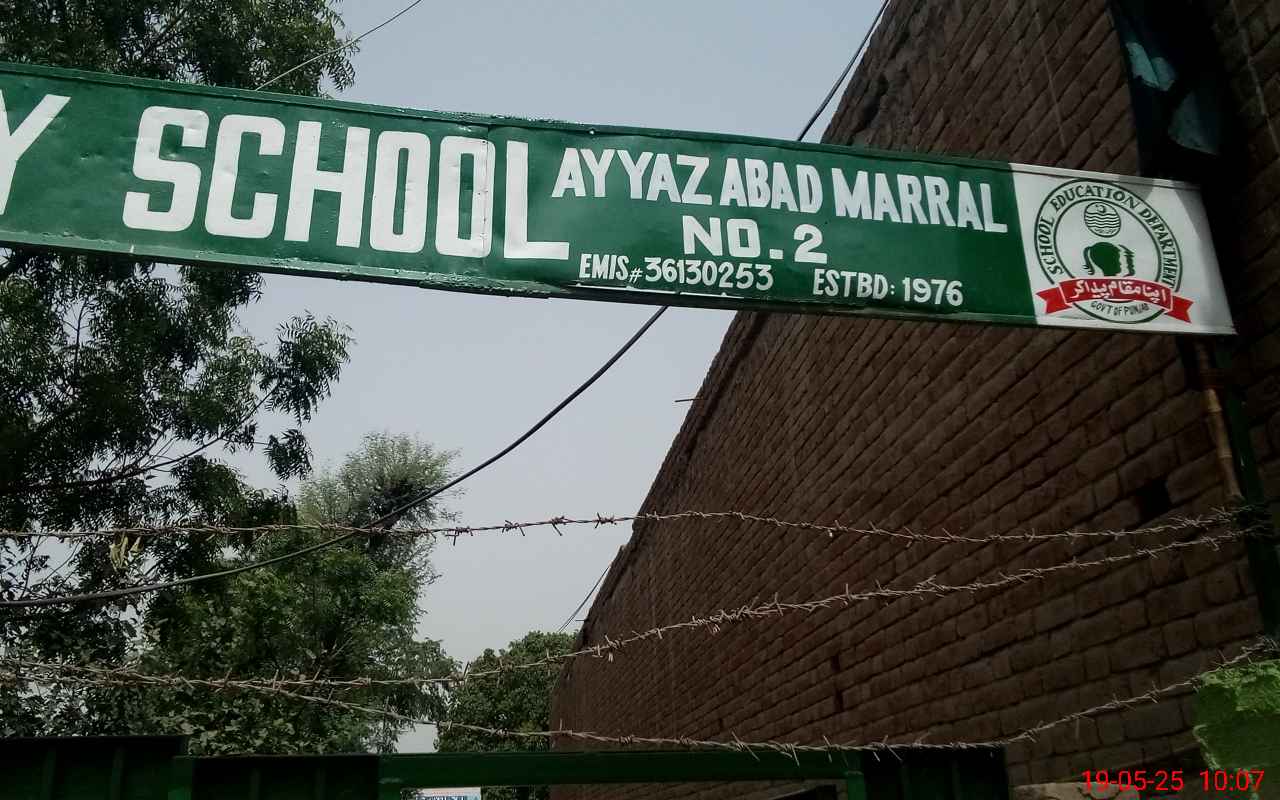 Y SCHOOL
AYYAZ ABAD MARRAL
NO. 2
EMIS#36130253 ESTBD: 1976
SCHOOL EDUCATION DEPARTMENT
اپنا مقام پیدا کر
GOVT OF PUNJAB
19-05-25 10:07